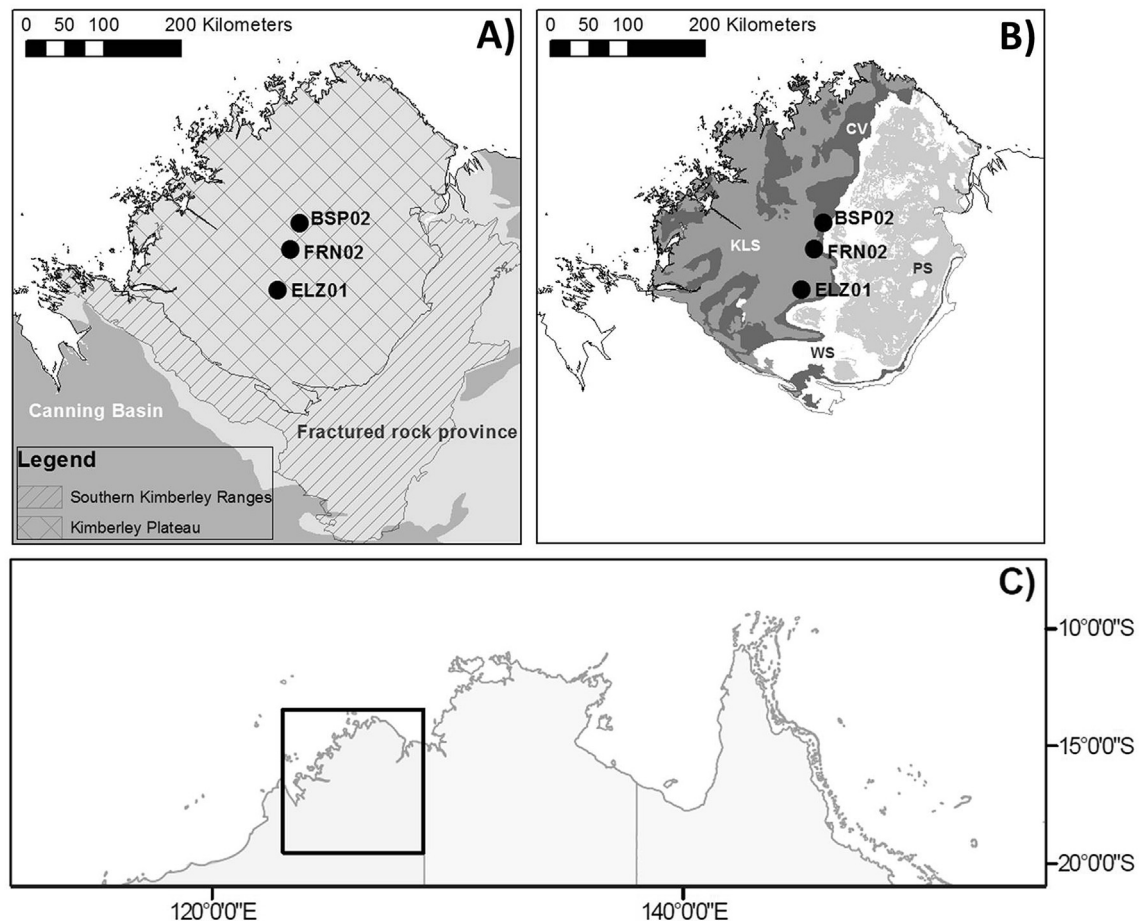 0 50 100 200 Kilometers
A)
BSP02
FRN02
ELZ01
Canning Basin
Fractured rock province
Legend
Southern Kimberley Ranges
Kimberley Plateau
0 50 100 200 Kilometers
B)
CV
BSP02
KLS
FRN02
PS
ELZ01
WS
C)
10°0'0"S
15°0'0"S
20°0'0"S
120°0'0"E
140°0'0"E